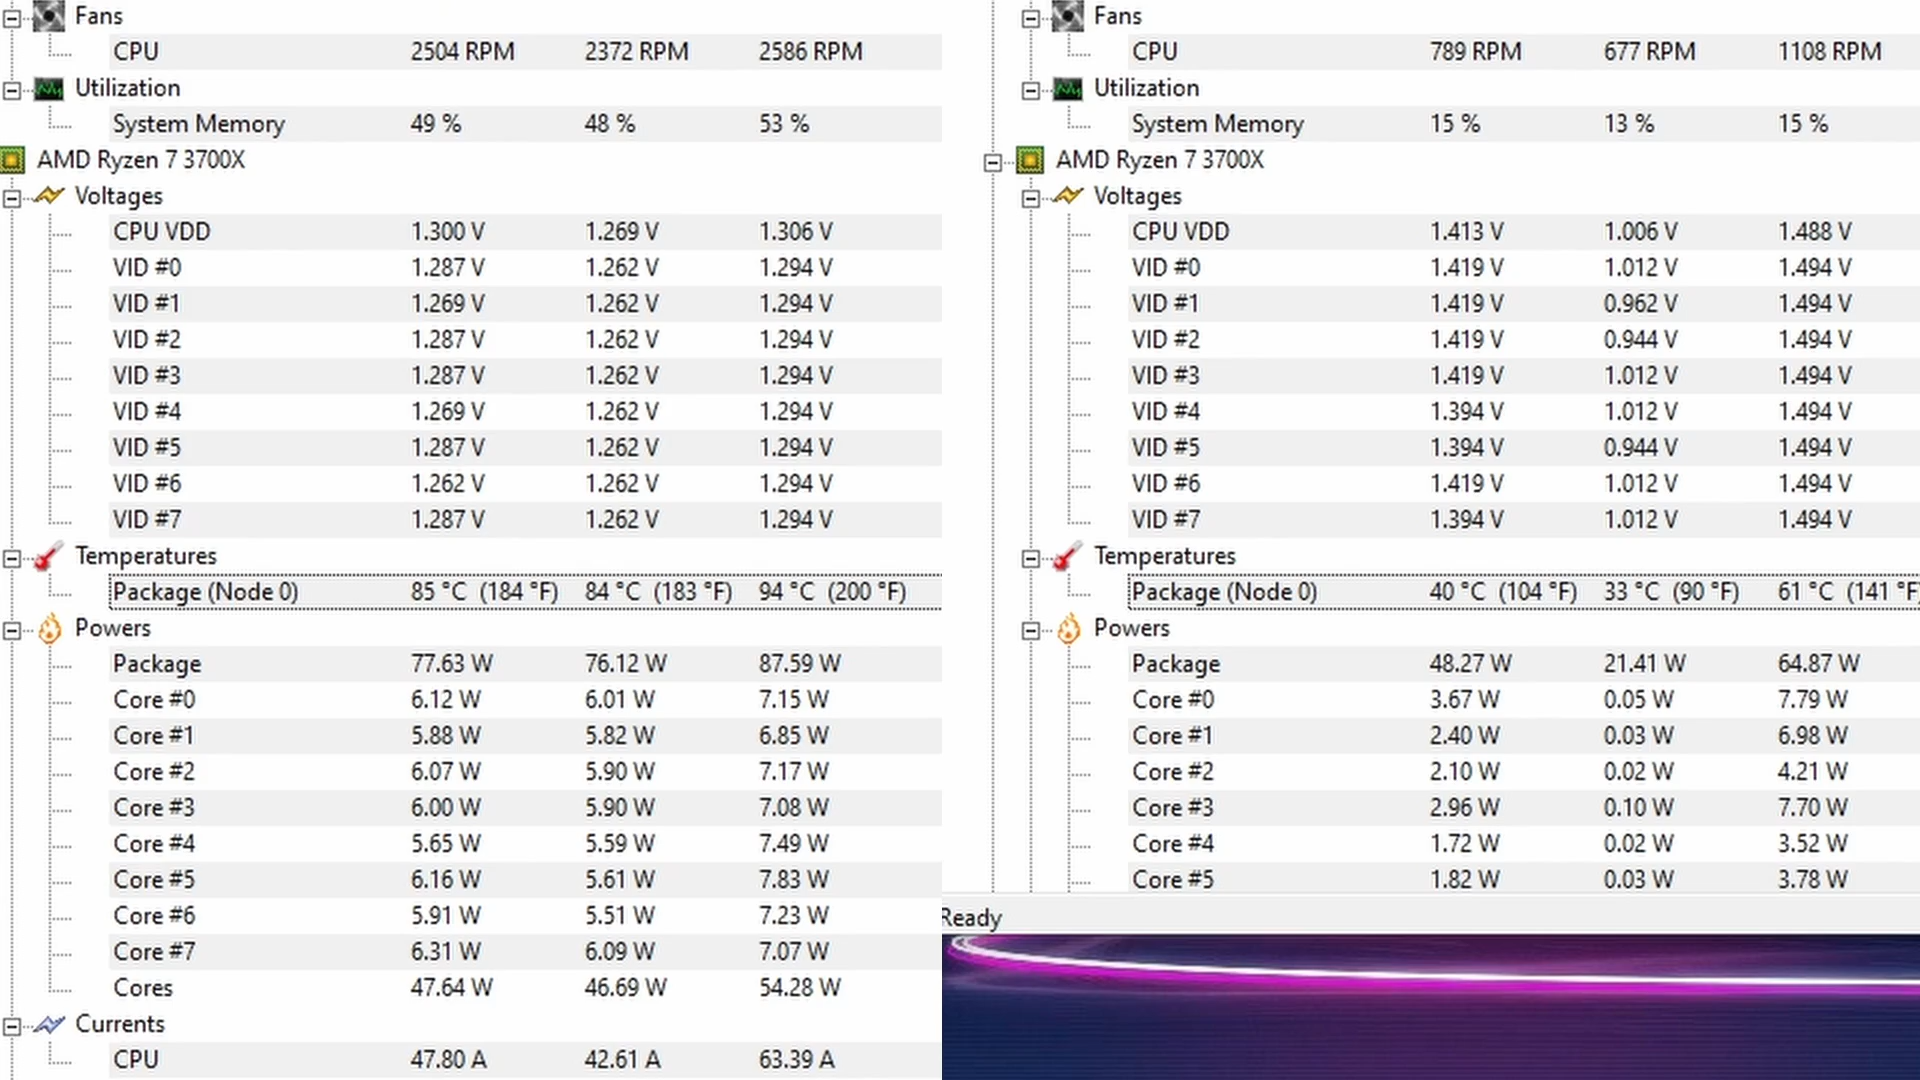 Fans
CPU 2504 RPM 2372 RPM 2586 RPM
Utilization
System Memory 49 % 48 % 53 %
AMD Ryzen 7 3700X
Voltages
CPU VDD 1.300 V 1.269 V 1.306 V
VID #0 1.287 V 1.262 V 1.294 V
VID #1 1.269 V 1.262 V 1.294 V
VID #2 1.287 V 1.262 V 1.294 V
VID #3 1.287 V 1.262 V 1.294 V
VID #4 1.269 V 1.262 V 1.294 V
VID #5 1.287 V 1.262 V 1.294 V
VID #6 1.262 V 1.262 V 1.294 V
VID #7 1.287 V 1.262 V 1.294 V
Temperatures
Package (Node 0) 85 °C (184 °F) 84 °C (183 °F) 94 °C (200 °F)
Powers
Package 77.63 W 76.12 W 87.59 W
Core #0 6.12 W 6.01 W 7.15 W
Core #1 5.88 W 5.82 W 6.85 W
Core #2 6.07 W 5.90 W 7.17 W
Core #3 6.00 W 5.90 W 7.08 W
Core #4 5.65 W 5.59 W 7.49 W
Core #5 6.16 W 5.61 W 7.83 W
Core #6 5.91 W 5.51 W 7.23 W
Core #7 6.31 W 6.09 W 7.07 W
Cores 47.64 W 46.69 W 54.28 W
Currents
CPU 47.80 A 42.61 A 63.39 A
Fans
CPU 789 RPM 677 RPM 1108 RPM
Utilization
System Memory 15 % 13 % 15 %
AMD Ryzen 7 3700X
Voltages
CPU VDD 1.413 V 1.006 V 1.488 V
VID #0 1.419 V 1.012 V 1.494 V
VID #1 1.419 V 0.962 V 1.494 V
VID #2 1.419 V 0.944 V 1.494 V
VID #3 1.419 V 1.012 V 1.494 V
VID #4 1.394 V 1.012 V 1.494 V
VID #5 1.394 V 0.944 V 1.494 V
VID #6 1.419 V 1.012 V 1.494 V
VID #7 1.394 V 1.012 V 1.494 V
Temperatures
Package (Node 0) 40 °C (104 °F) 33 °C (90 °F) 61 °C (141 °F)
Powers
Package 48.27 W 21.41 W 64.87 W
Core #0 3.67 W 0.05 W 7.79 W
Core #1 2.40 W 0.03 W 6.98 W
Core #2 2.10 W 0.02 W 4.21 W
Core #3 2.96 W 0.10 W 7.70 W
Core #4 1.72 W 0.02 W 3.52 W
Core #5 1.82 W 0.03 W 3.78 W
Ready